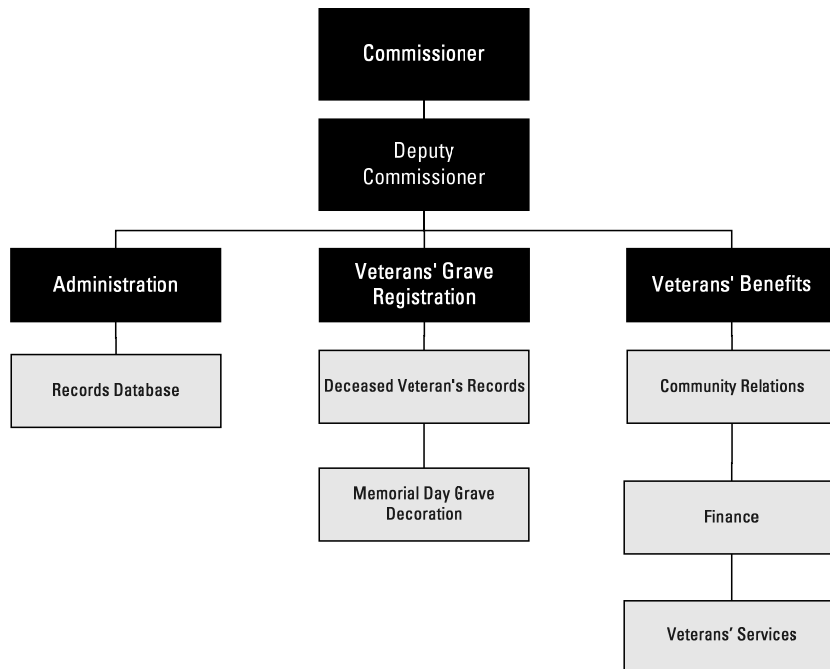 Commissioner
Deputy
Commissioner
Administration
Veterans' Grave
Registration
Veterans' Benefits
Records Database
Deceased Veteran's Records
Community Relations
Memorial Day Grave
Decoration
Finance
Veterans’ Services